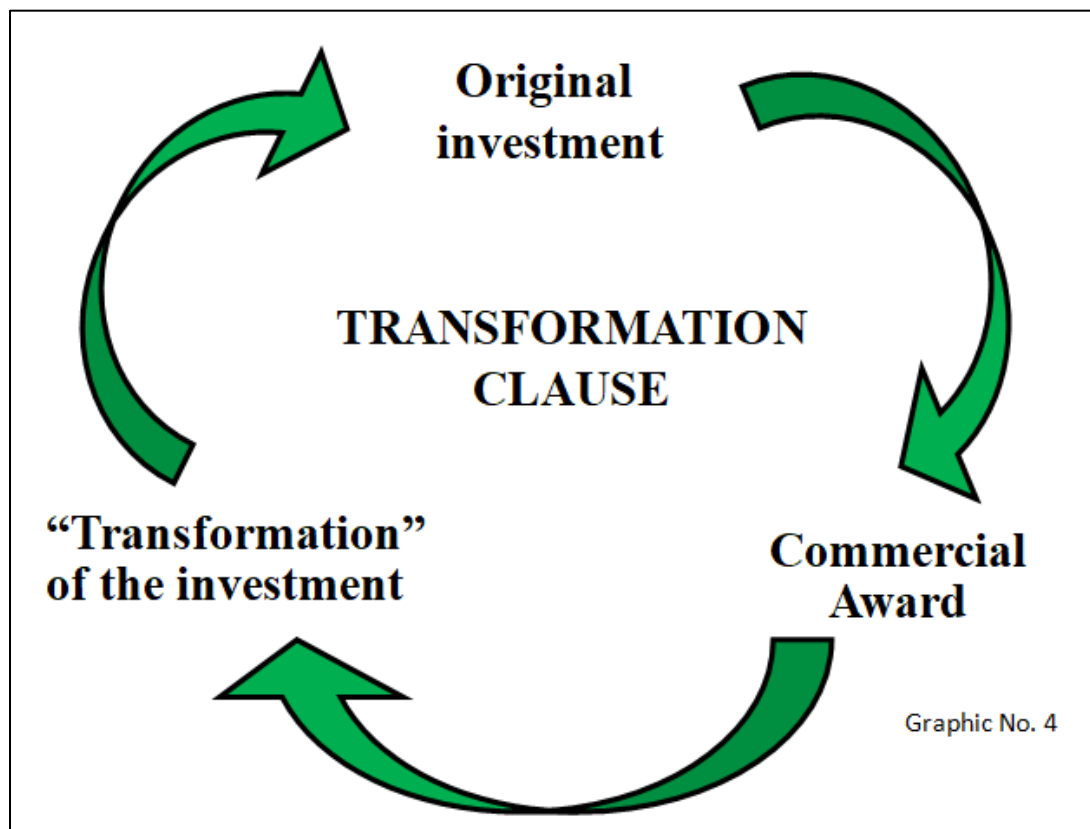 Original
investment
TRANSFORMATION
CLAUSE
“Transformation”
of the investment
Commercial
Award
Graphic No. 4